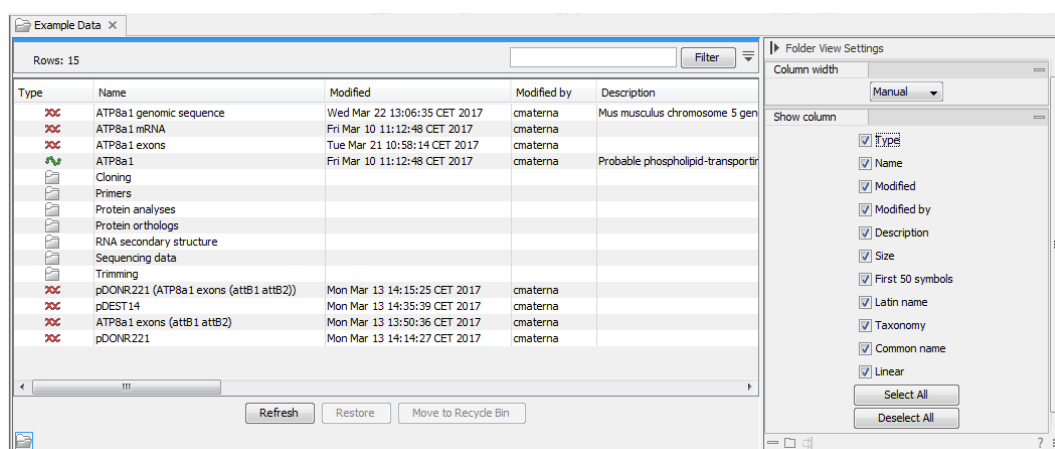 Example Data
Rows: 15 Filter
Type Name Modified Modified by Description
ATP8a1 genomic sequence Wed Mar 22 13:06:35 CET 2017 cmaterna Mus musculus chromosome 5 gen
ATP8a1 mRNA Fri Mar 10 11:12:48 CET 2017 cmaterna
ATP8a1 exons Tue Mar 21 10:58:14 CET 2017 cmaterna
ATP8a1 Fri Mar 10 11:12:48 CET 2017 cmaterna Probable phospholipid-transportin
Cloning
Primers
Protein analyses
Protein orthologs
RNA secondary structure
Sequencing data
Trimming
pDONR221 (ATP8a1 exons (attB1 attB2)) Mon Mar 13 14:15:25 CET 2017 cmaterna
pDEST14 Mon Mar 13 14:35:39 CET 2017 cmaterna
ATP8a1 exons (attB1 attB2) Mon Mar 13 13:50:36 CET 2017 cmaterna
pDONR221 Mon Mar 13 14:14:27 CET 2017 cmaterna
Refresh Restore Move to Recycle Bin
Folder View Settings
Column width
Manual
Show column
Type
Name
Modified
Modified by
Description
Size
First 50 symbols
Latin name
Taxonomy
Common name
Linear
Select All
Deselect All
?